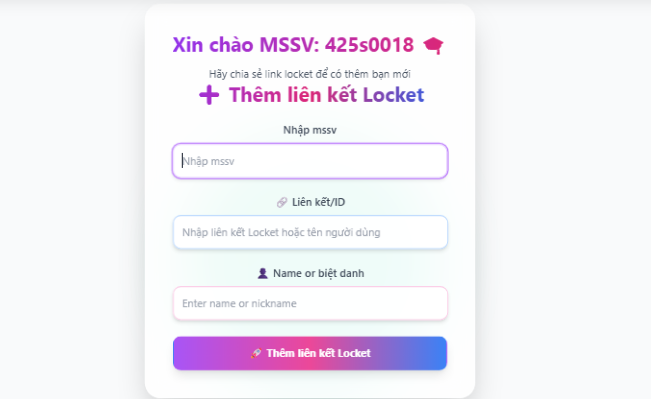 Xin chào MSSV: 425s0018
Hãy chia sẻ link locket để có thêm bạn mới
Thêm liên kết Locket
Nhập mssv
Nhập mssv
Liên kết/ID
Nhập liên kết Locket hoặc tên người dùng
Name or biệt danh
Enter name or nickname
Thêm liên kết Locket